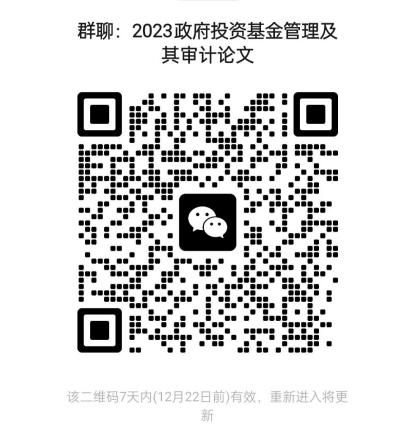 群聊：2023政府投资基金管理及
其审计论文
该二维码7天内(12月22日前)有效，重新进入将更
新